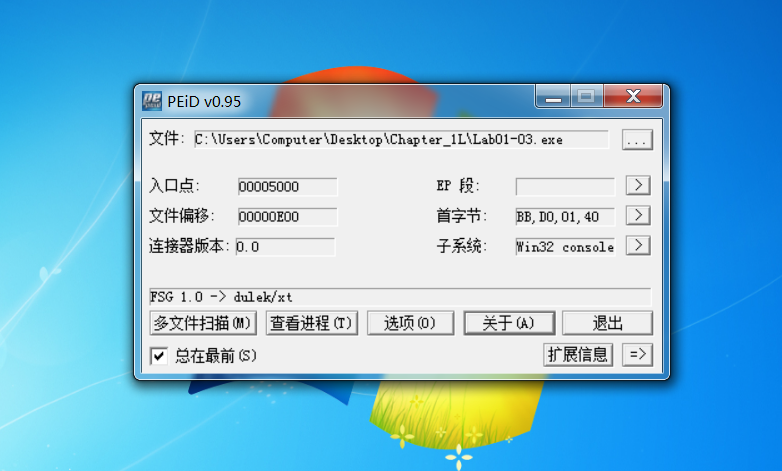 PEiD v0.95
文件: C:\Users\Computer\Desktop\Chapter_1L\Lab01-03.exe ...
入口点: 00005000 EP 段: >
文件偏移: 00000E00 首字节: BB,D0,01,40 >
连接器版本: 0.0 子系统: Win32 console >
FSG 1.0 -> dulek/xt
多文件扫描(M) 查看进程(T) 选项(O) 关于(A) 退出
总在最前(S) 扩展信息 =>